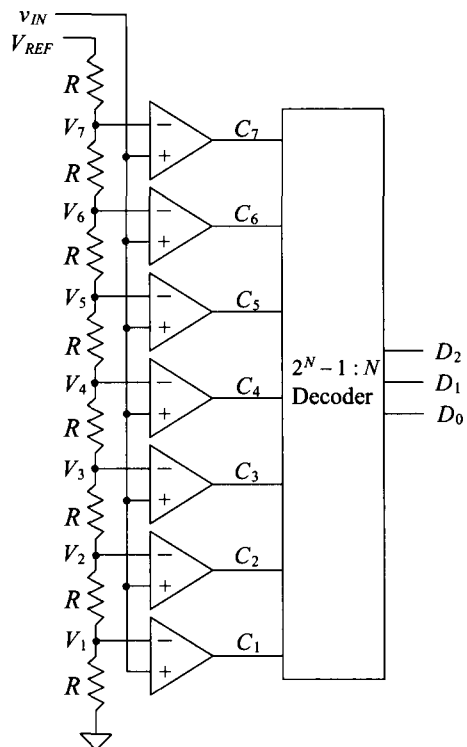 v_IN
V_REF
R
V_7
− +
C_7
R
V_6
− +
C_6
R
V_5
− +
C_5
R
V_4
− +
C_4
R
V_3
− +
C_3
R
V_2
− +
C_2
R
V_1
− +
C_1
R
2^N − 1 : N
Decoder
D_2
D_1
D_0